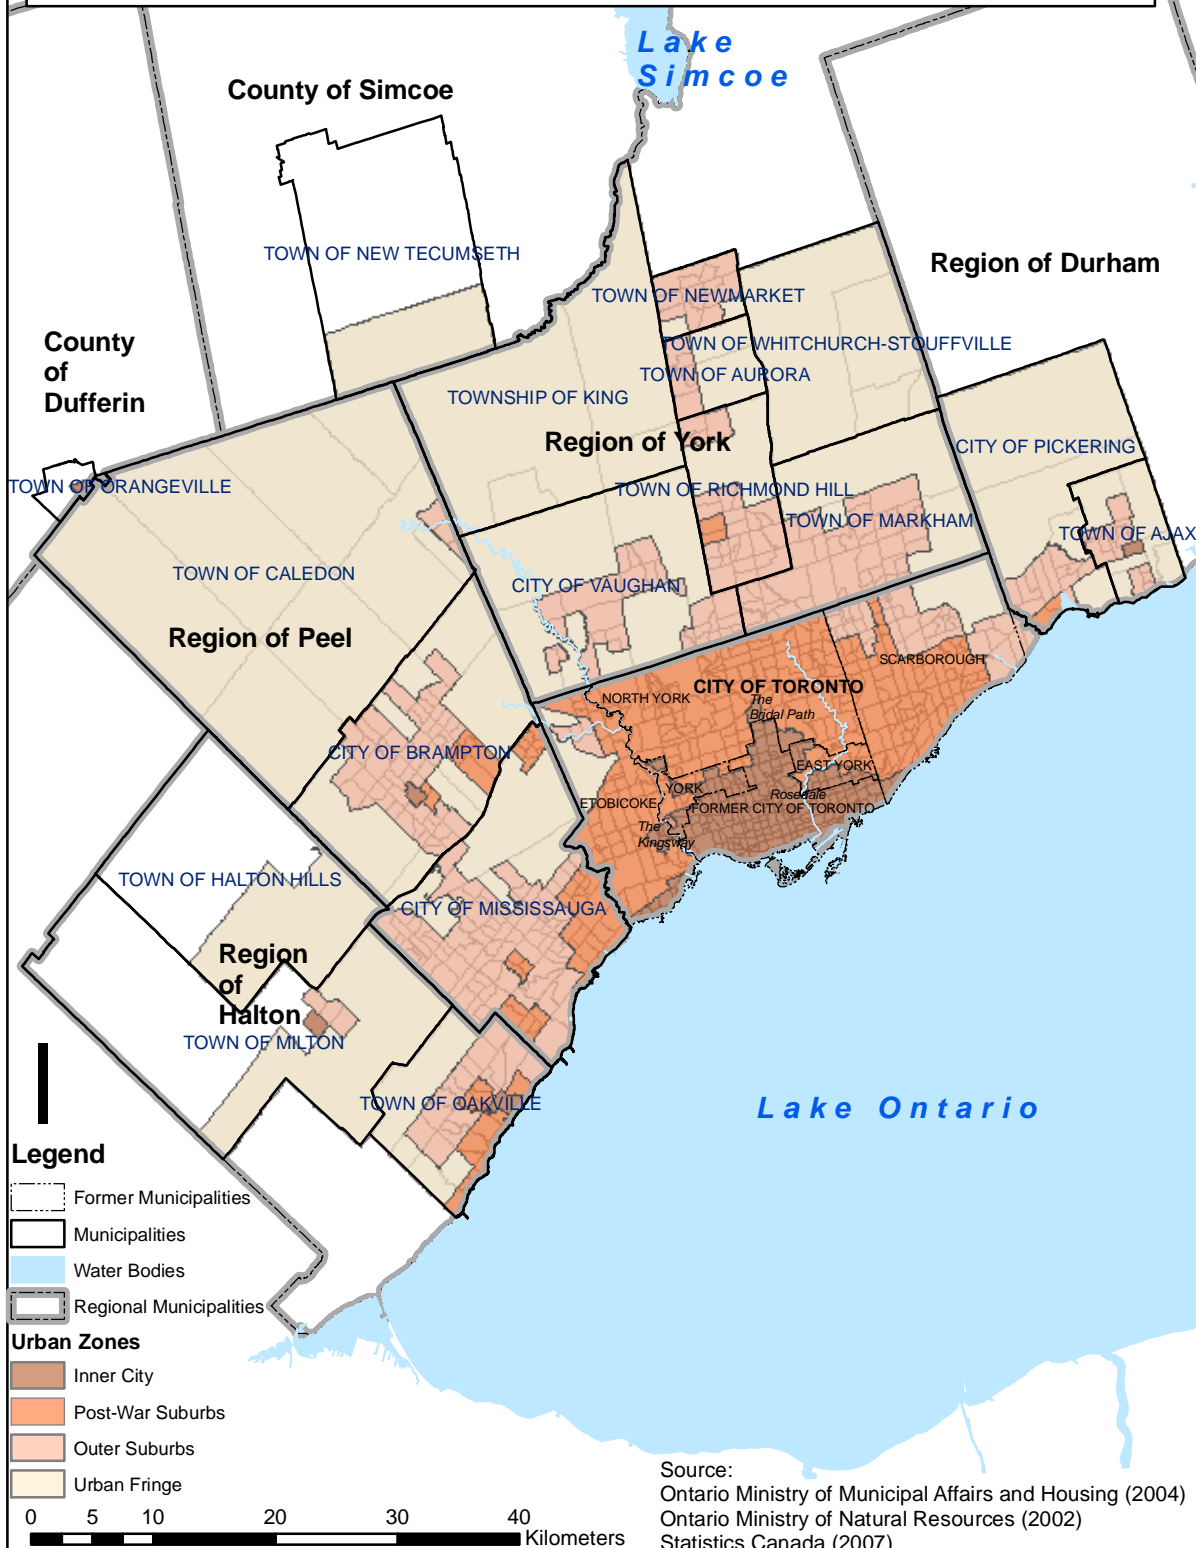 Lake
Simcoe
County of Simcoe
TOWN OF NEW TECUMSETH
Region of Durham
TOWN OF NEWMARKET
County
of
Dufferin
TOWN OF WHITCHURCH-STOUFFVILLE
TOWN OF AURORA
TOWNSHIP OF KING
Region of York
CITY OF PICKERING
TOWN OF ORANGEVILLE
TOWN OF RICHMOND HILL
TOWN OF MARKHAM
TOWN OF AJAX
TOWN OF CALEDON
CITY OF VAUGHAN
Region of Peel
SCARBOROUGH
CITY OF TORONTO
NORTH YORK
The
Bridal Path
CITY OF BRAMPTON
EAST YORK
YORK
Rosedale
ETOBICOKE
FORMER CITY OF TORONTO
The
Kingsway
TOWN OF HALTON HILLS
CITY OF MISSISSAUGA
Region
of
Halton
TOWN OF MILTON
TOWN OF OAKVILLE
Lake Ontario
Legend
Former Municipalities
Municipalities
Water Bodies
Regional Municipalities
Urban Zones
Inner City
Post-War Suburbs
Outer Suburbs
Urban Fringe
0 5 10 20 30 40
Kilometers
Source:
Ontario Ministry of Municipal Affairs and Housing (2004)
Ontario Ministry of Natural Resources (2002)
Statistics Canada (2007)